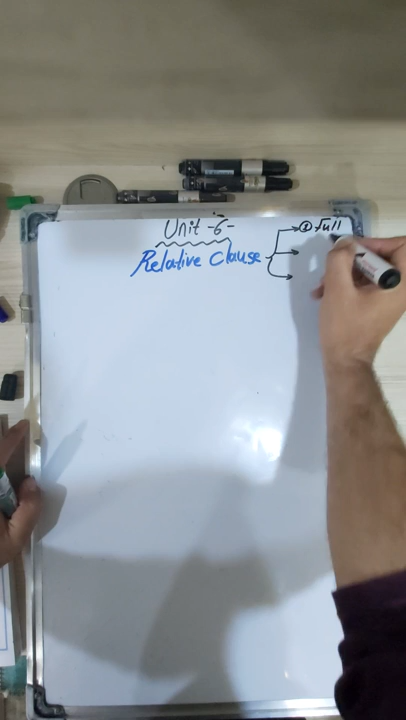 Unit -6-
Relative Clause
① full